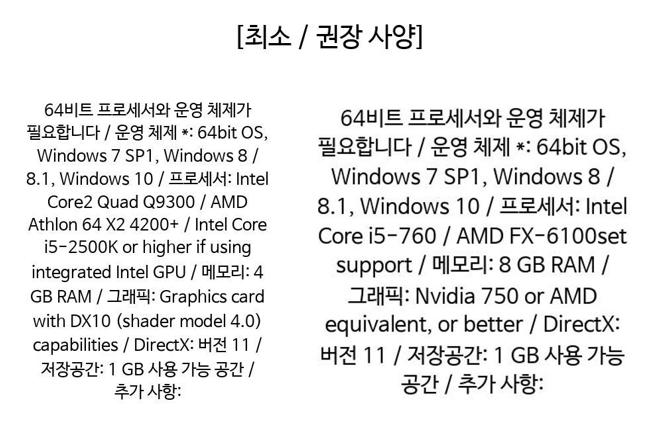 [최소 / 권장 사양]
64비트 프로세서와 운영 체제가
필요합니다 / 운영 체제 *: 64bit OS,
Windows 7 SP1, Windows 8 /
8.1, Windows 10 / 프로세서: Intel
Core2 Quad Q9300 / AMD
Athlon 64 X2 4200+ / Intel Core
i5-2500K or higher if using
integrated Intel GPU / 메모리: 4
GB RAM / 그래픽: Graphics card
with DX10 (shader model 4.0)
capabilities / DirectX: 버전 11 /
저장공간: 1 GB 사용 가능 공간 /
추가 사항:
64비트 프로세서와 운영 체제가
필요합니다 / 운영 체제 *: 64bit OS,
Windows 7 SP1, Windows 8 /
8.1, Windows 10 / 프로세서: Intel
Core i5-760 / AMD FX-6100set
support / 메모리: 8 GB RAM /
그래픽: Nvidia 750 or AMD
equivalent, or better / DirectX:
버전 11 / 저장공간: 1 GB 사용 가능
공간 / 추가 사항: